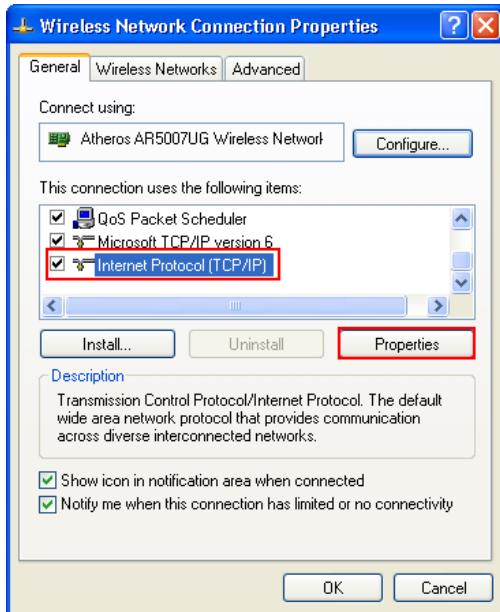 Wireless Network Connection Properties
General Wireless Networks Advanced
Connect using:
Atheros AR5007UG Wireless Networl Configure...
This connection uses the following items:
QoS Packet Scheduler
Microsoft TCP/IP version 6
Internet Protocol (TCP/IP)
Install... Uninstall Properties
Description
Transmission Control Protocol/Internet Protocol. The default
wide area network protocol that provides communication
across diverse interconnected networks.
Show icon in notification area when connected
Notify me when this connection has limited or no connectivity
OK Cancel